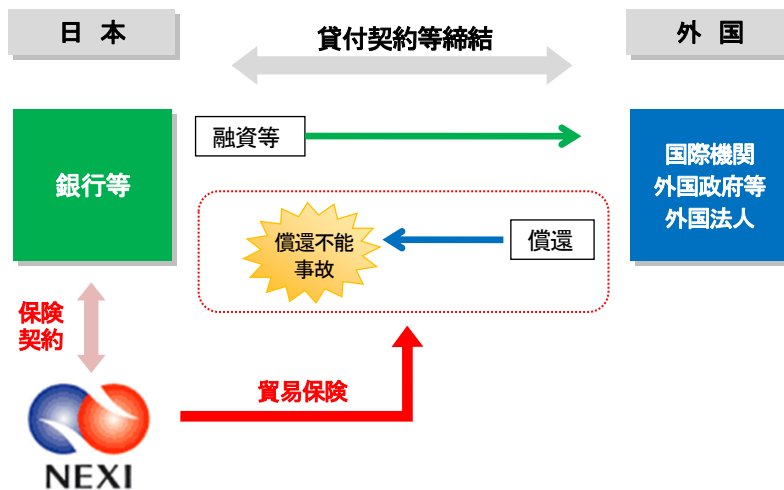 日 本
貸付契約等締結
外 国
融資等
銀行等
国際機関
外国政府等
外国法人
償還不能
事故
償還
保険
契約
貿易保険
NEXI